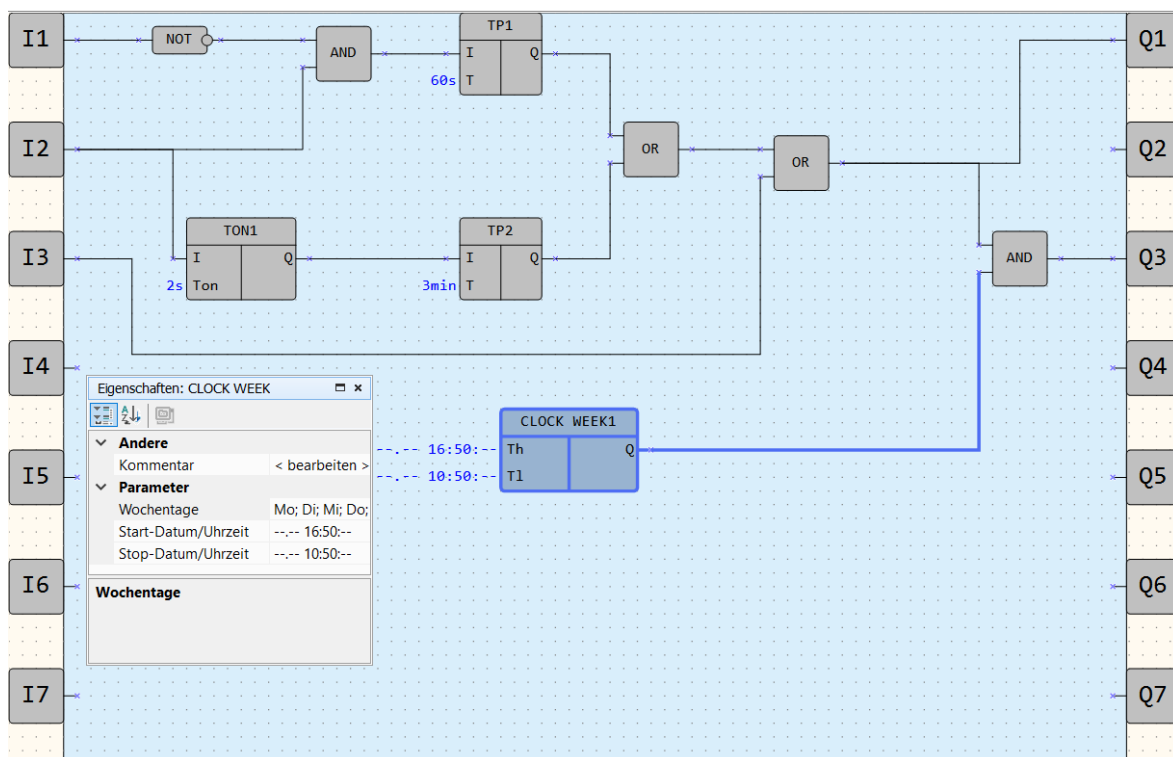 I1
NOT
AND
TP1
I Q
60s T
Q1
I2
OR
OR
Q2
I3
TON1
I Q
2s Ton
TP2
I Q
3min T
AND
Q3
I4
Q4
Eigenschaften: CLOCK WEEK
Andere
Kommentar < bearbeiten >
Parameter
Wochentage Mo; Di; Mi; Do;
Start-Datum/Uhrzeit --.-- 16:50:--
Stop-Datum/Uhrzeit --.-- 10:50:--
Wochentage
CLOCK WEEK1
--.-- 16:50:-- Th Q
--.-- 10:50:-- Tl
I5
Q5
I6
Q6
I7
Q7